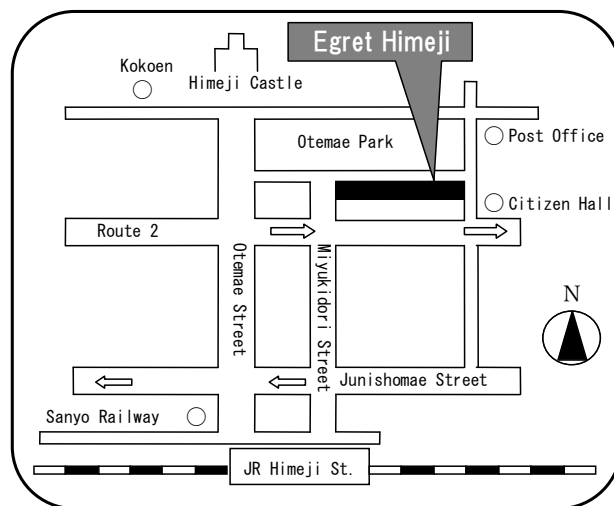 Egret Himeji
Kokoen
Himeji Castle
Otemae Park
Post Office
Citizen Hall
Route 2
Otemae Street
Miyukidori Street
N
Junishomae Street
Sanyo Railway
JR Himeji St.